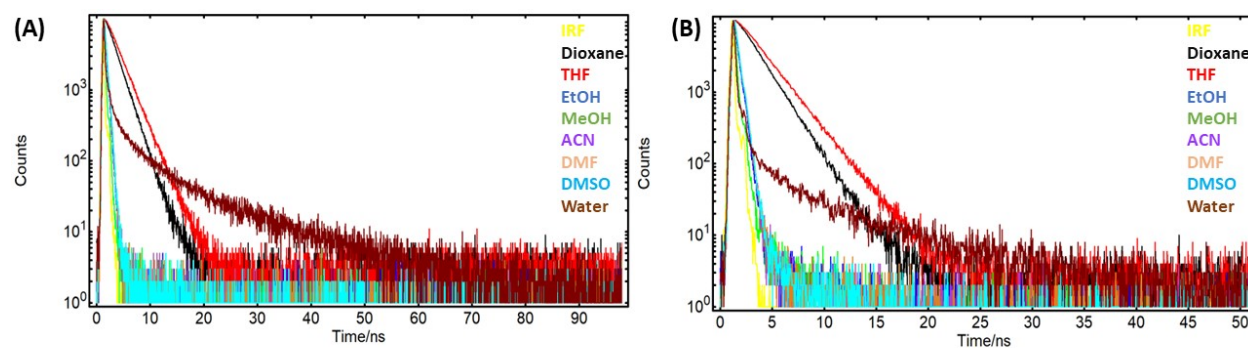 (A)
Counts
10³
10²
10¹
10⁰
IRF
Dioxane
THF
EtOH
MeOH
ACN
DMF
DMSO
Water
0 10 20 30 40 50 60 70 80 90
Time/ns
(B)
Counts
10³
10²
10¹
10⁰
IRF
Dioxane
THF
EtOH
MeOH
ACN
DMF
DMSO
Water
0 5 10 15 20 25 30 35 40 45 50
Time/ns